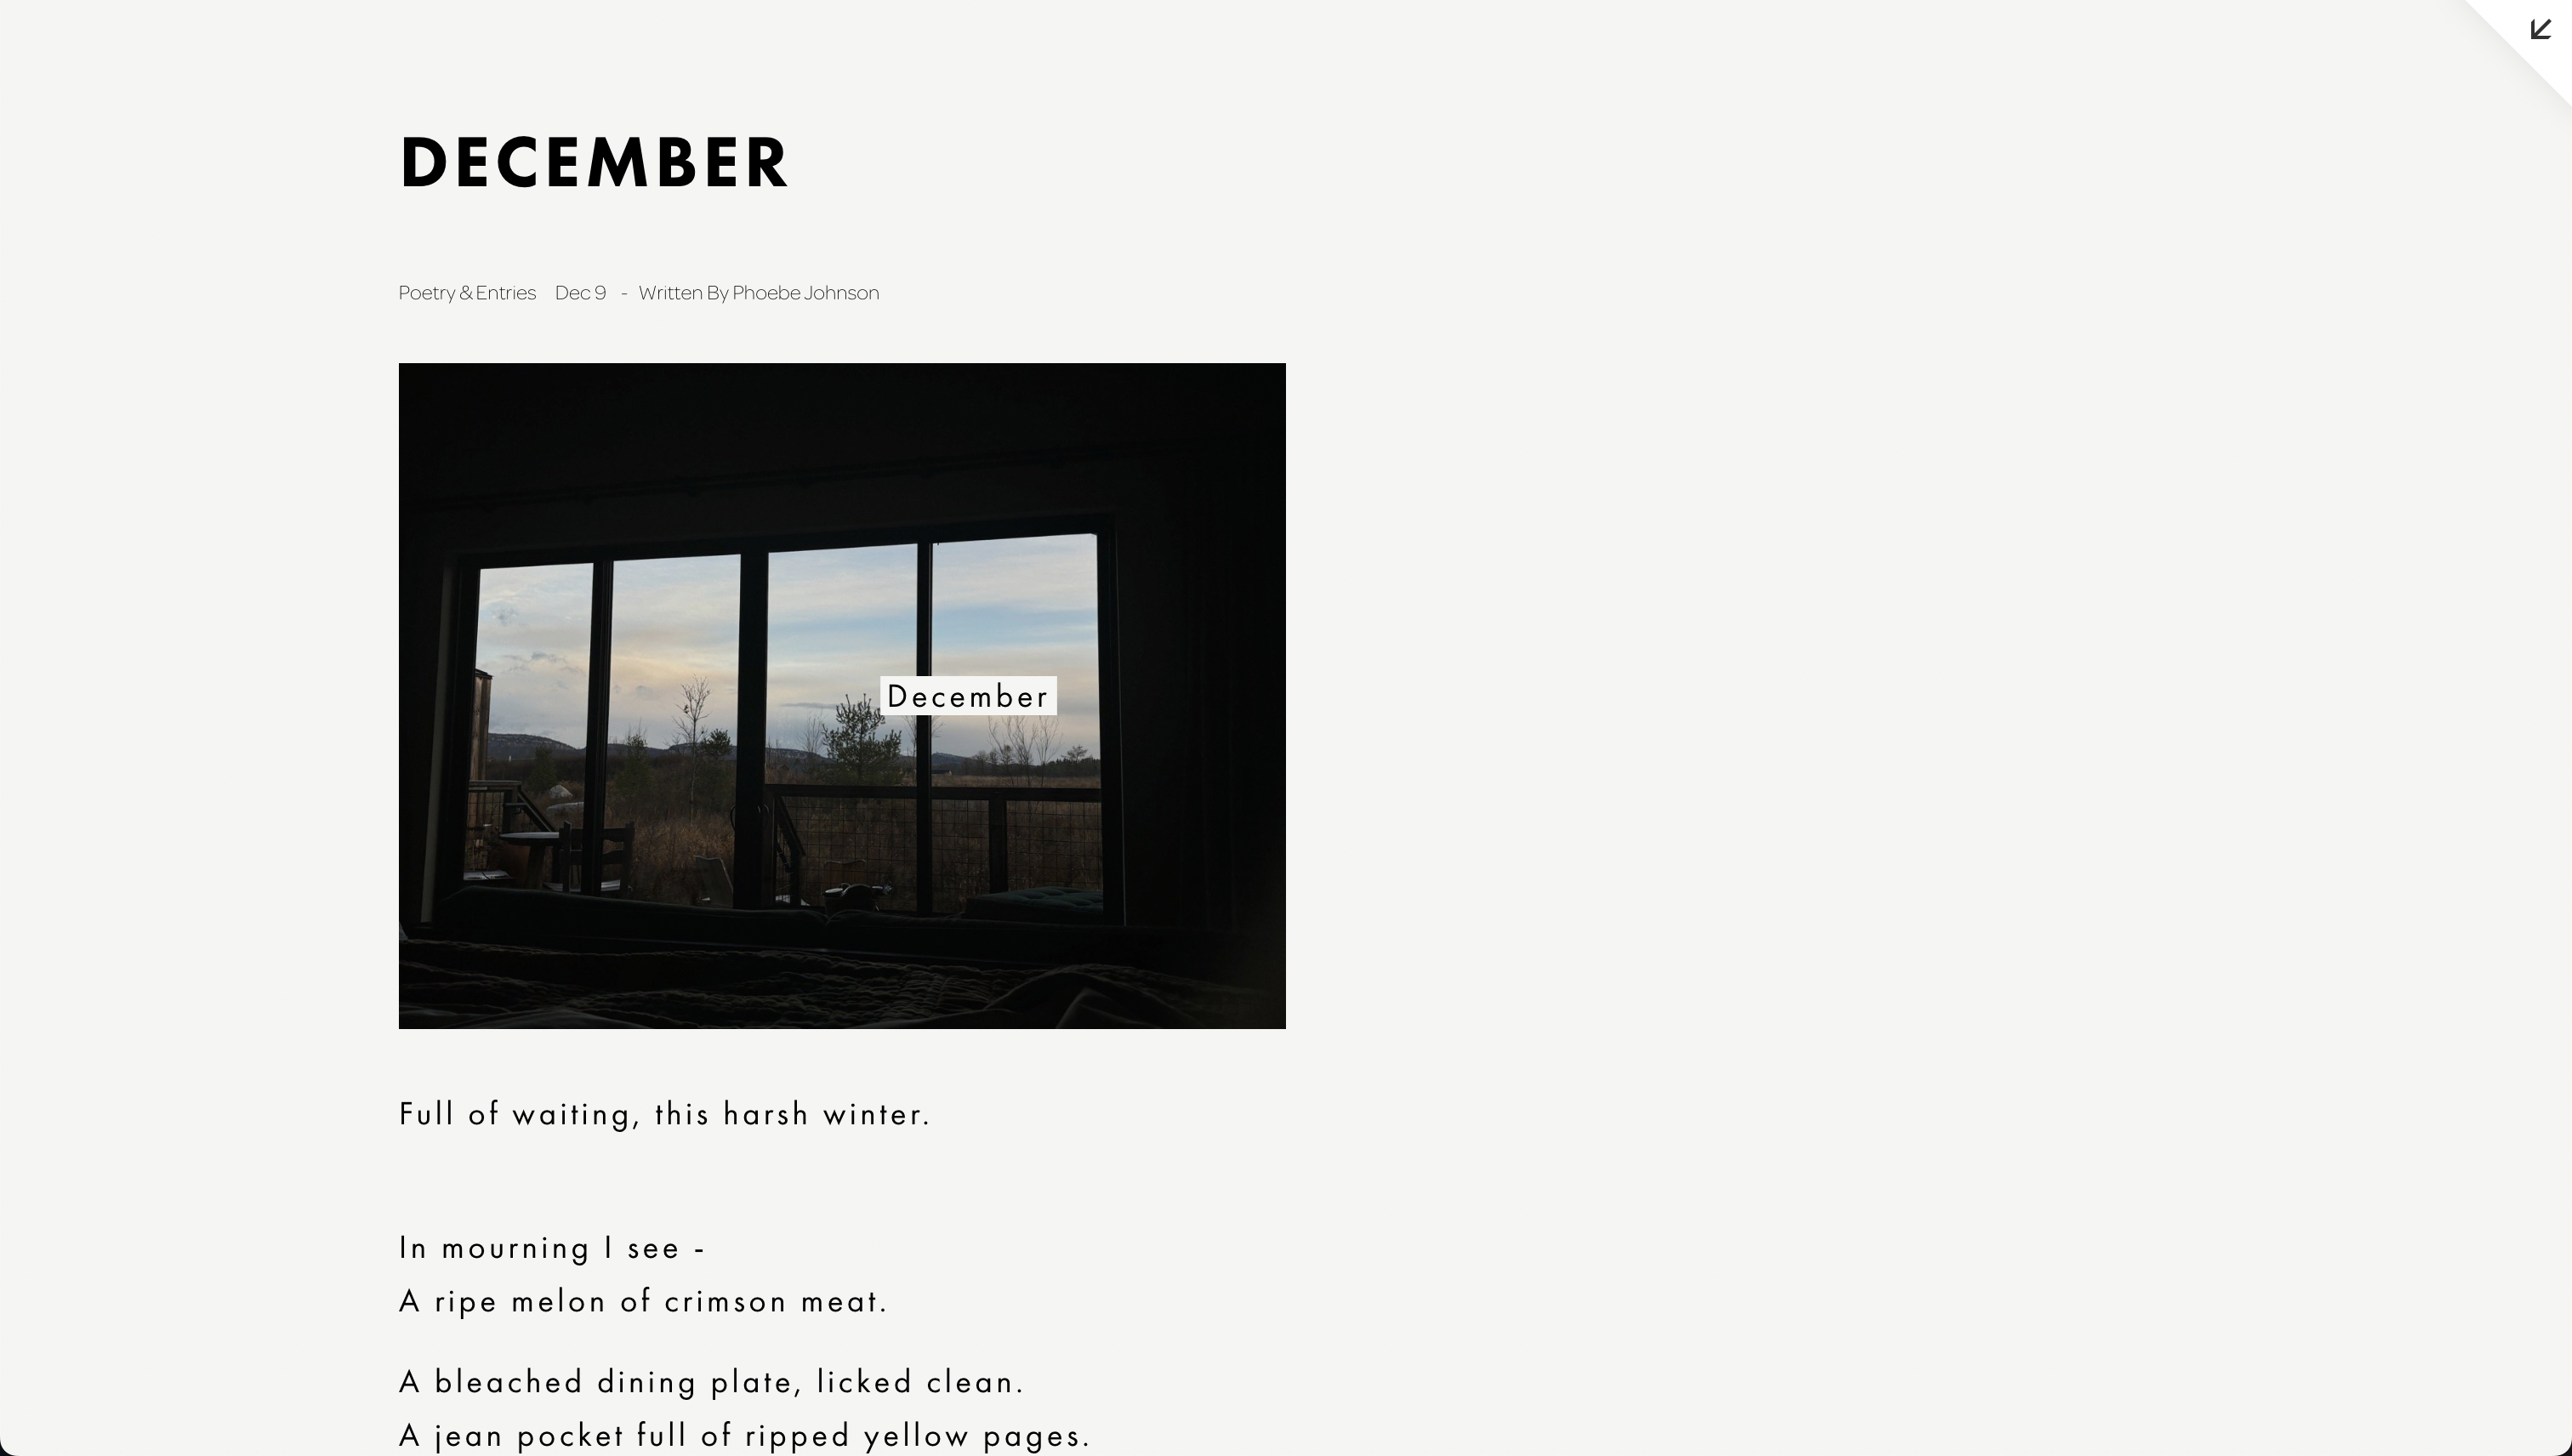 DECEMBER
Poetry & Entries Dec 9 - Written By Phoebe Johnson
December
Full of waiting, this harsh winter.
In mourning I see -
A ripe melon of crimson meat.
A bleached dining plate, licked clean.
A jean pocket full of ripped yellow pages.